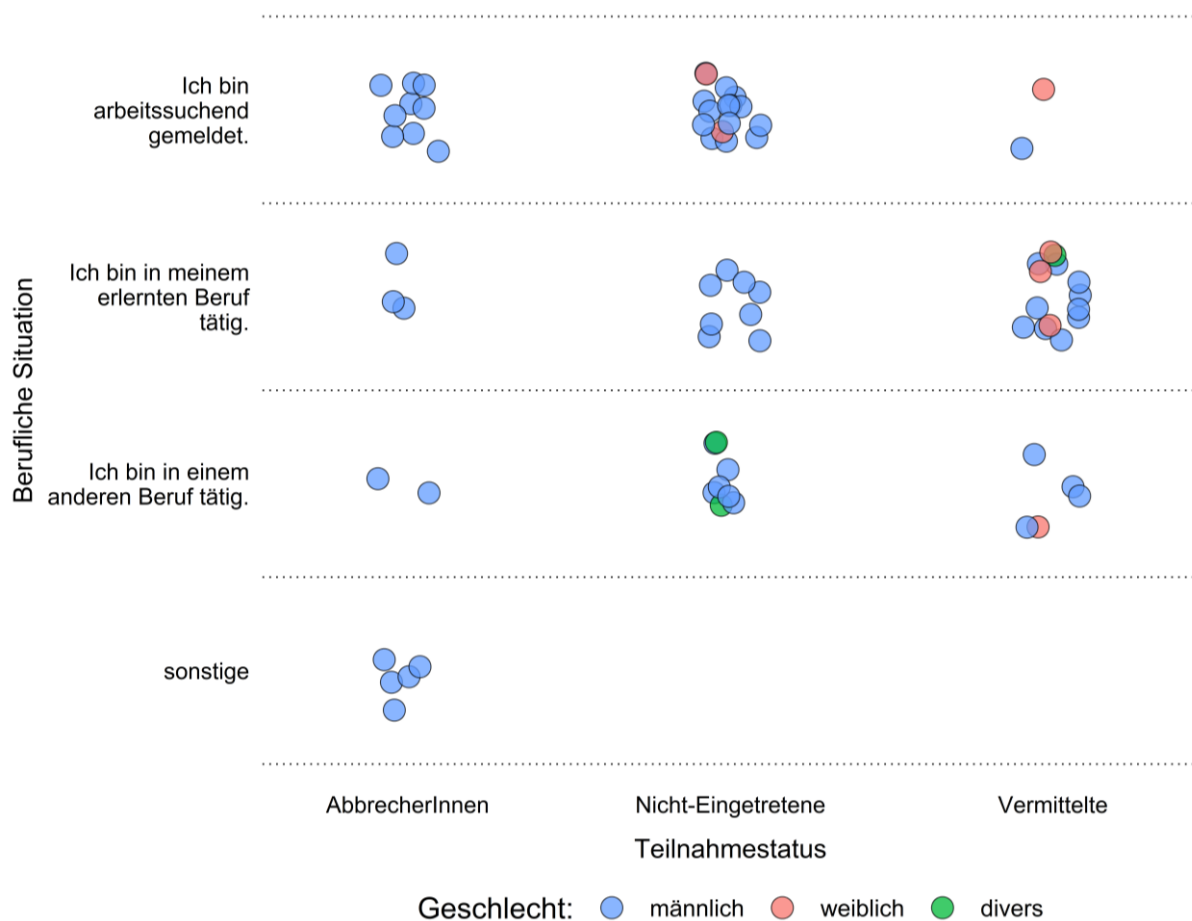 Ich bin
arbeitssuchend
gemeldet.
Ich bin in meinem
erlernten Beruf
tätig.
Ich bin in einem
anderen Beruf tätig.
sonstige
Berufliche Situation
AbbrecherInnen
Nicht-Eingetretene
Vermittelte
Teilnahmestatus
Geschlecht: männlich weiblich divers